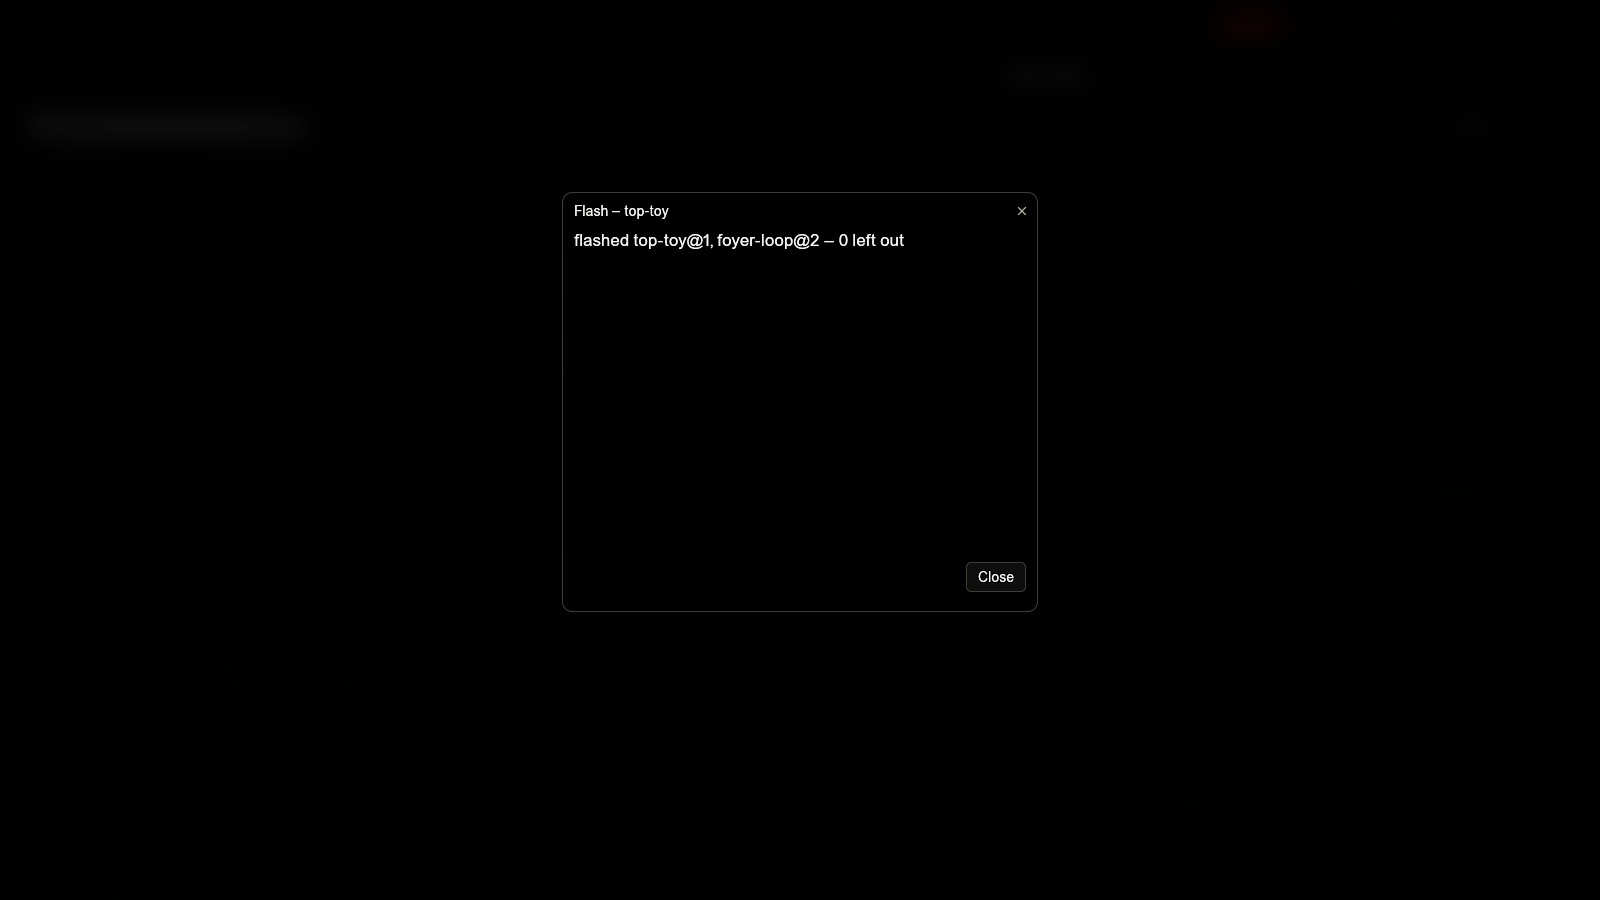 Flash – top-toy ×
flashed top-toy@1, foyer-loop@2 – 0 left out
Close